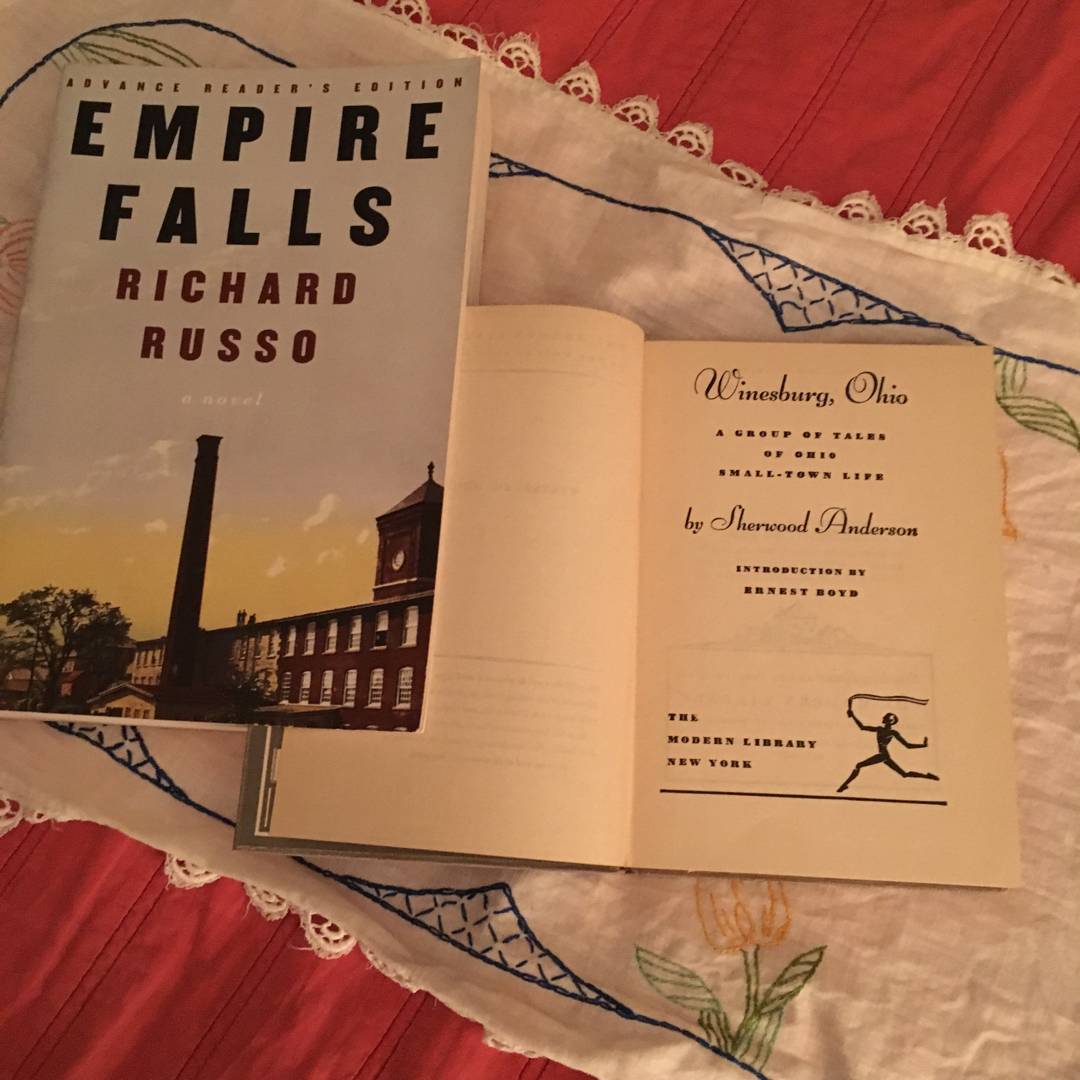 ADVANCE READER'S EDITION
EMPIRE
FALLS
RICHARD
RUSSO
a novel
Winesburg, Ohio
A GROUP OF TALES
OF OHIO
SMALL-TOWN LIFE
by Sherwood Anderson
INTRODUCTION BY
ERNEST BOYD
THE
MODERN LIBRARY
NEW YORK